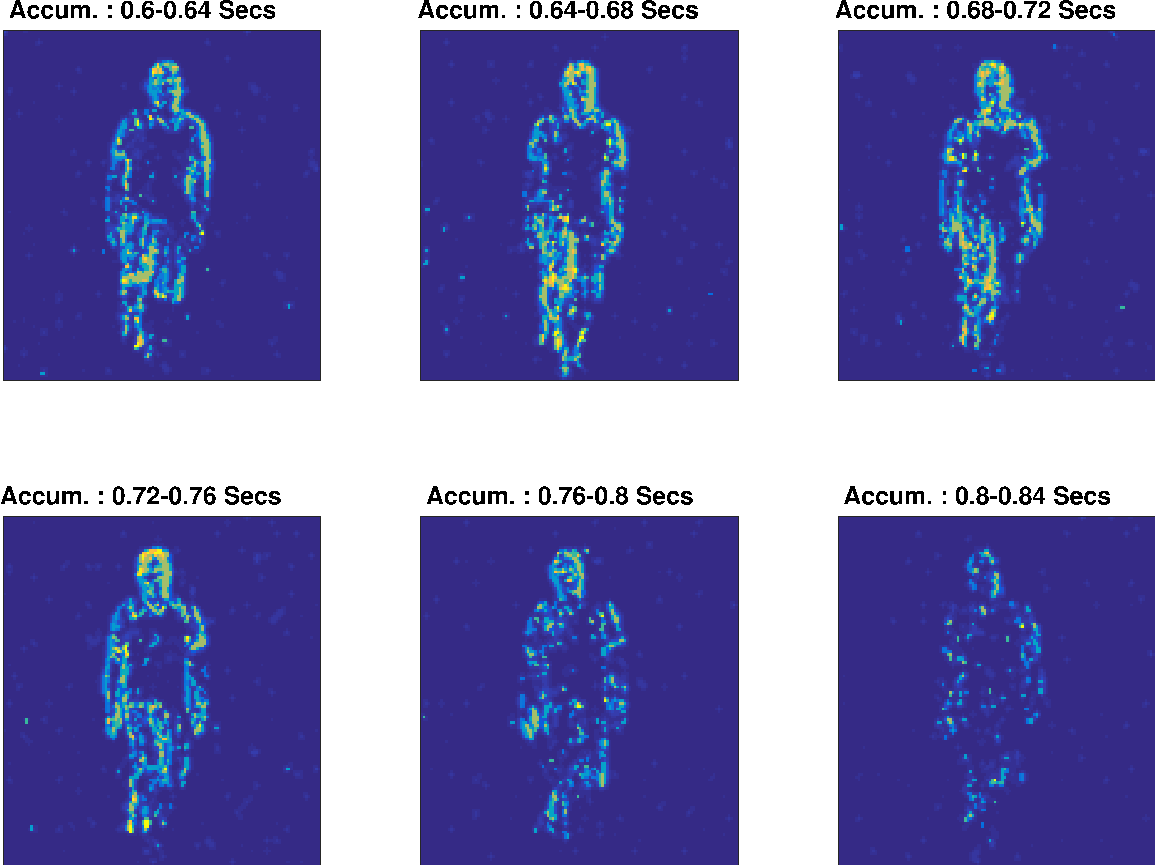 Accum. : 0.6-0.64 Secs
Accum. : 0.64-0.68 Secs
Accum. : 0.68-0.72 Secs
Accum. : 0.72-0.76 Secs
Accum. : 0.76-0.8 Secs
Accum. : 0.8-0.84 Secs